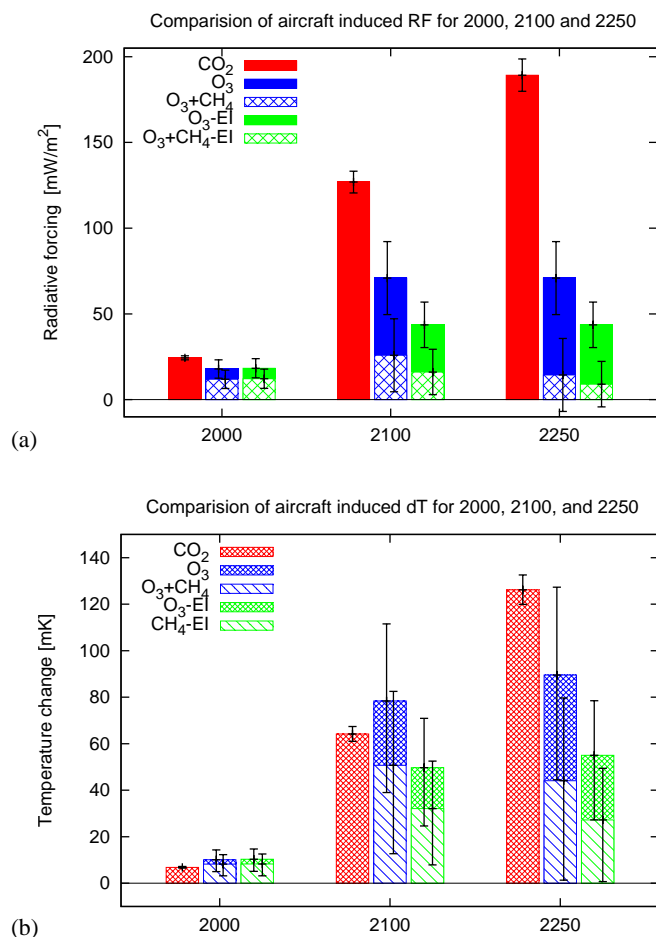 Comparision of aircraft induced RF for 2000, 2100 and 2250
200
150
100
50
0
Radiative forcing [mW/m²]
CO₂
O₃
O₃+CH₄
O₃-EI
O₃+CH₄-EI
2000 2100 2250
(a)
Comparision of aircraft induced dT for 2000, 2100, and 2250
140
120
100
80
60
40
20
0
Temperature change [mK]
CO₂
O₃
O₃+CH₄
O₃-EI
CH₄-EI
2000 2100 2250
(b)